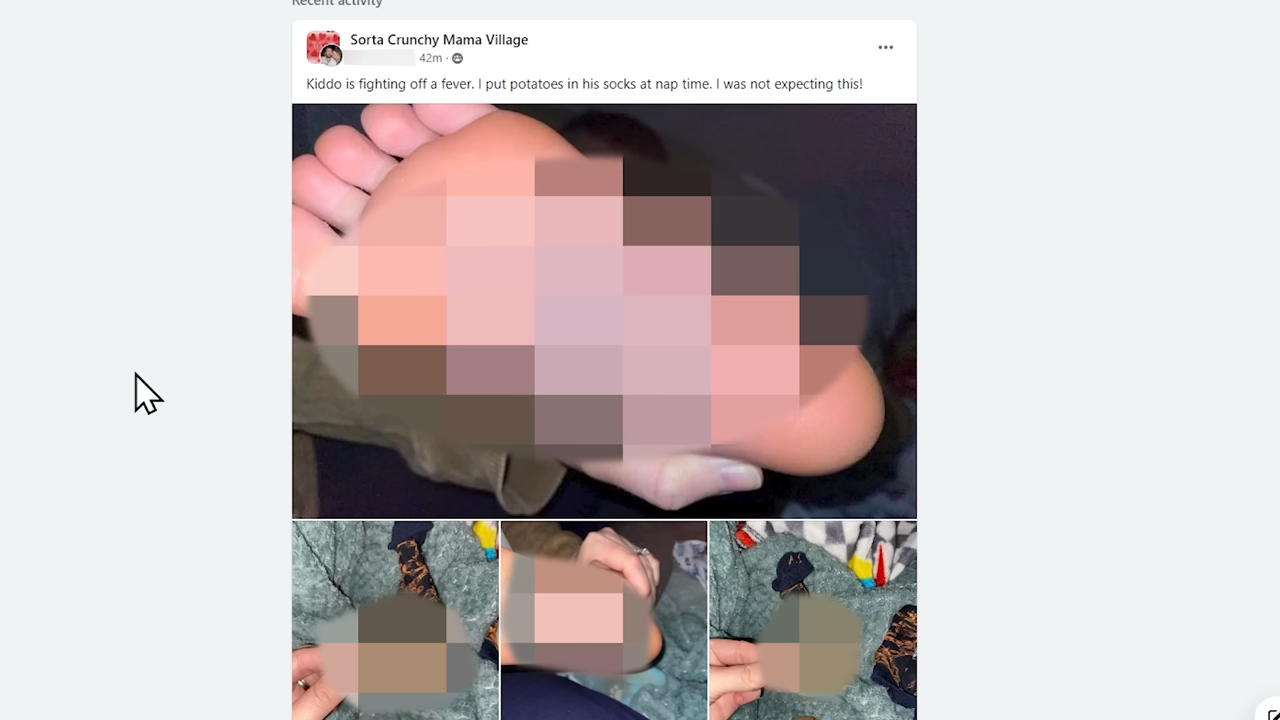 Recent activity
Sorta Crunchy Mama Village
42m ·
Kiddo is fighting off a fever. I put potatoes in his socks at nap time. I was not expecting this!